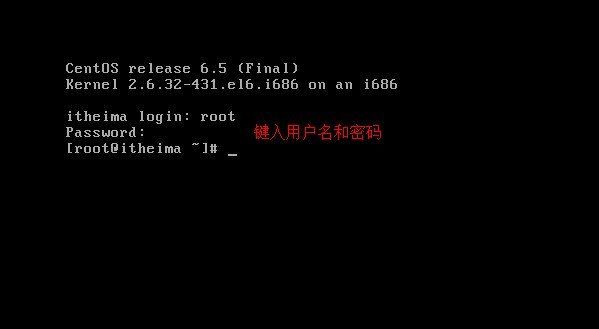 CentOS release 6.5 (Final)
Kernel 2.6.32-431.el6.i686 on an i686
itheima login: root
Password:
键入用户名和密码
[root@itheima ~]# _